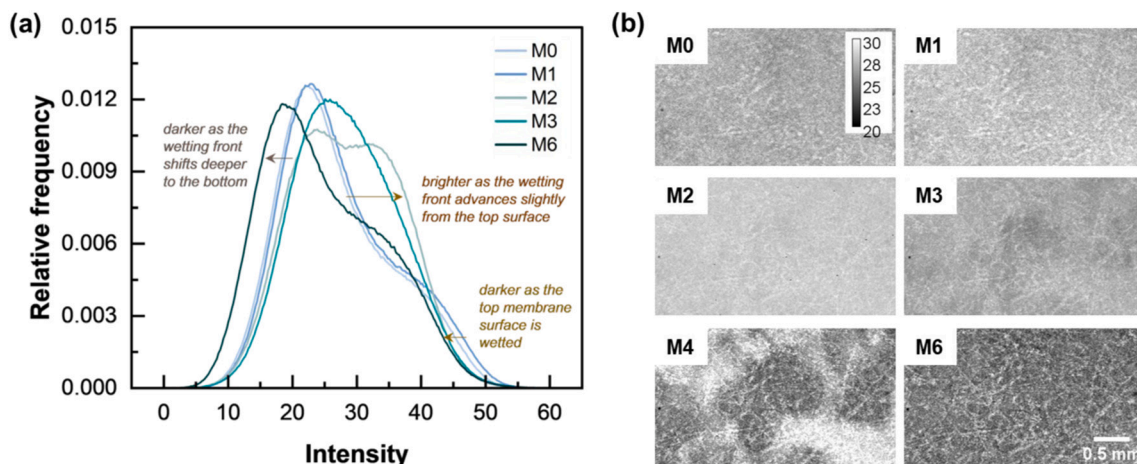 (a)
0.015
0.012
0.009
0.006
0.003
0.000
Relative frequency
0 10 20 30 40 50 60
Intensity
M0
M1
M2
M3
M6
darker as the
wetting front
shifts deeper
to the bottom
brighter as the wetting
front advances slightly
from the top surface
darker as the
top membrane
surface is
wetted
(b)
M0
30
28
25
23
20
M1
M2
M3
M4
M6
0.5 mm